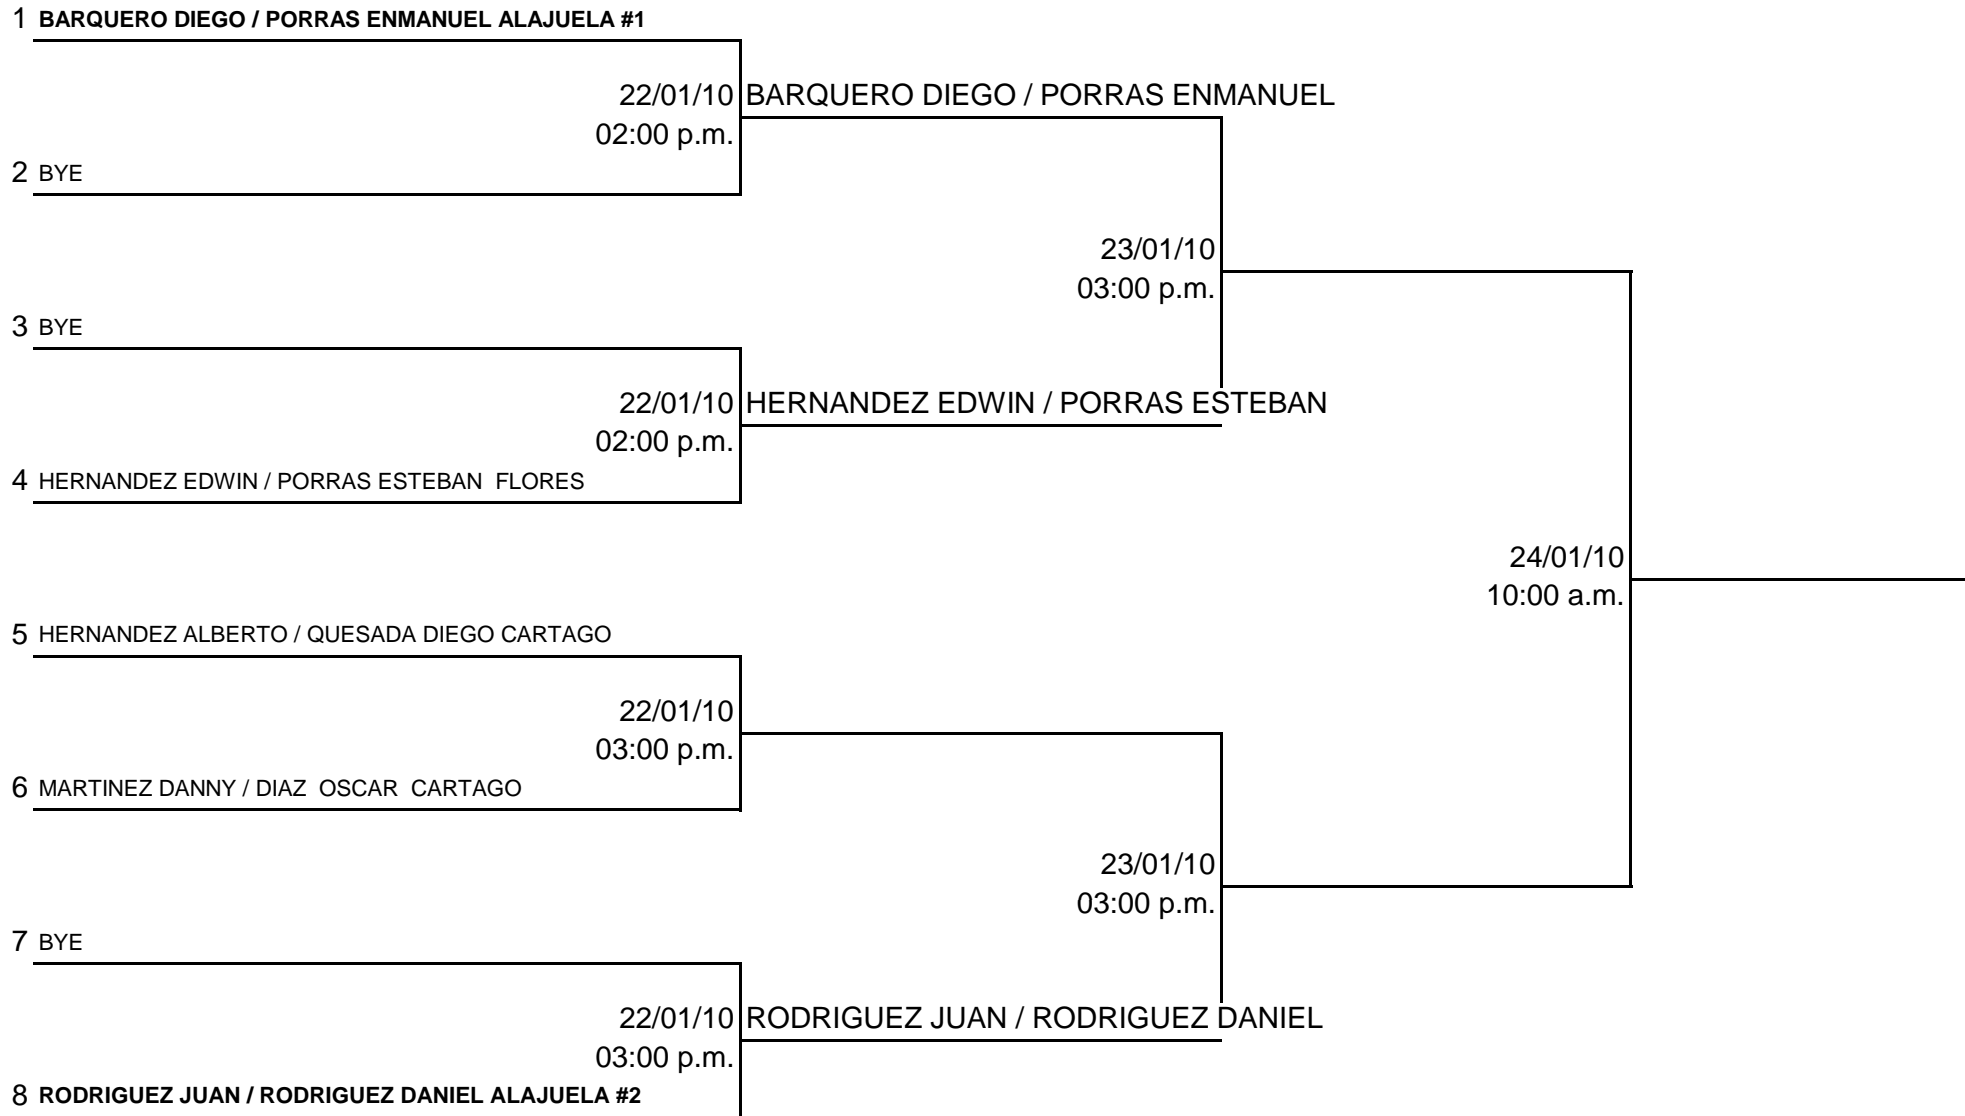 1 BARQUERO DIEGO / PORRAS ENMANUEL ALAJUELA #1
22/01/10 BARQUERO DIEGO / PORRAS ENMANUEL
02:00 p.m.
2 BYE
23/01/10
03:00 p.m.
3 BYE
22/01/10 HERNANDEZ EDWIN / PORRAS ESTEBAN
02:00 p.m.
4 HERNANDEZ EDWIN / PORRAS ESTEBAN FLORES
24/01/10
10:00 a.m.
5 HERNANDEZ ALBERTO / QUESADA DIEGO CARTAGO
22/01/10
03:00 p.m.
6 MARTINEZ DANNY / DIAZ OSCAR CARTAGO
23/01/10
03:00 p.m.
7 BYE
22/01/10 RODRIGUEZ JUAN / RODRIGUEZ DANIEL
03:00 p.m.
8 RODRIGUEZ JUAN / RODRIGUEZ DANIEL ALAJUELA #2